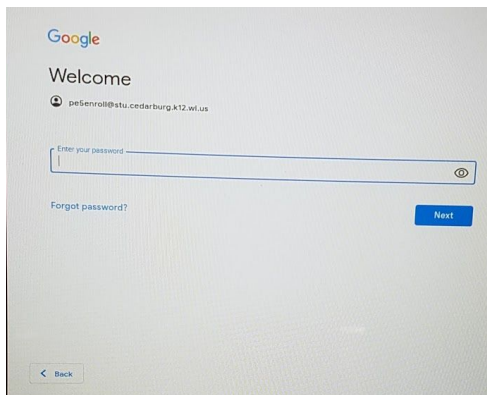 Google
Welcome
pe5enroll@stu.cedarburg.k12.wi.us
Enter your password
Forgot password?
Next
Back